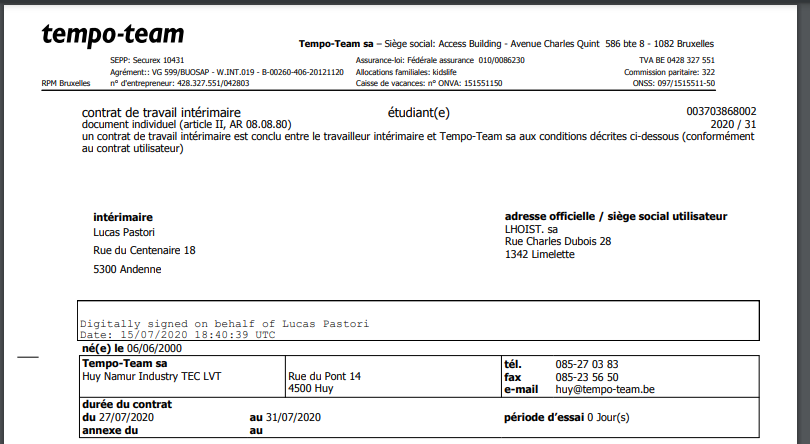 tempo-team
Tempo-Team sa – Siège social: Access Building - Avenue Charles Quint 586 bte 8 - 1082 Bruxelles
SEPP: Securex 10431 Assurance-loi: Fédérale assurance 010/0086230 TVA BE 0428 327 551
Agrément:: VG 599/BUOSAP - W.INT.019 - B-00260-406-20121120 Allocations familiales: kidslife Commission paritaire: 322
RPM Bruxelles n° d'entrepreneur: 428.327.551/042803 Caisse de vacances: n° ONVA: 151551150 ONSS: 097/1515511-50
contrat de travail intérimaire étudiant(e) 003703868002
document individuel (article II, AR 08.08.80) 2020 / 31
un contrat de travail intérimaire est conclu entre le travailleur intérimaire et Tempo-Team sa aux conditions décrites ci-dessous (conformément
au contrat utilisateur)
intérimaire adresse officielle / siège social utilisateur
Lucas Pastori LHOIST. sa
Rue du Centenaire 18 Rue Charles Dubois 28
5300 Andenne 1342 Limelette
Digitally signed on behalf of Lucas Pastori
Date: 15/07/2020 18:40:39 UTC
né(e) le 06/06/2000
Tempo-Team sa tél. 085-27 03 83
Huy Namur Industry TEC LVT Rue du Pont 14 fax 085-23 56 50
4500 Huy e-mail huy@tempo-team.be
durée du contrat
du 27/07/2020 au 31/07/2020 période d'essai 0 Jour(s)
annexe du au